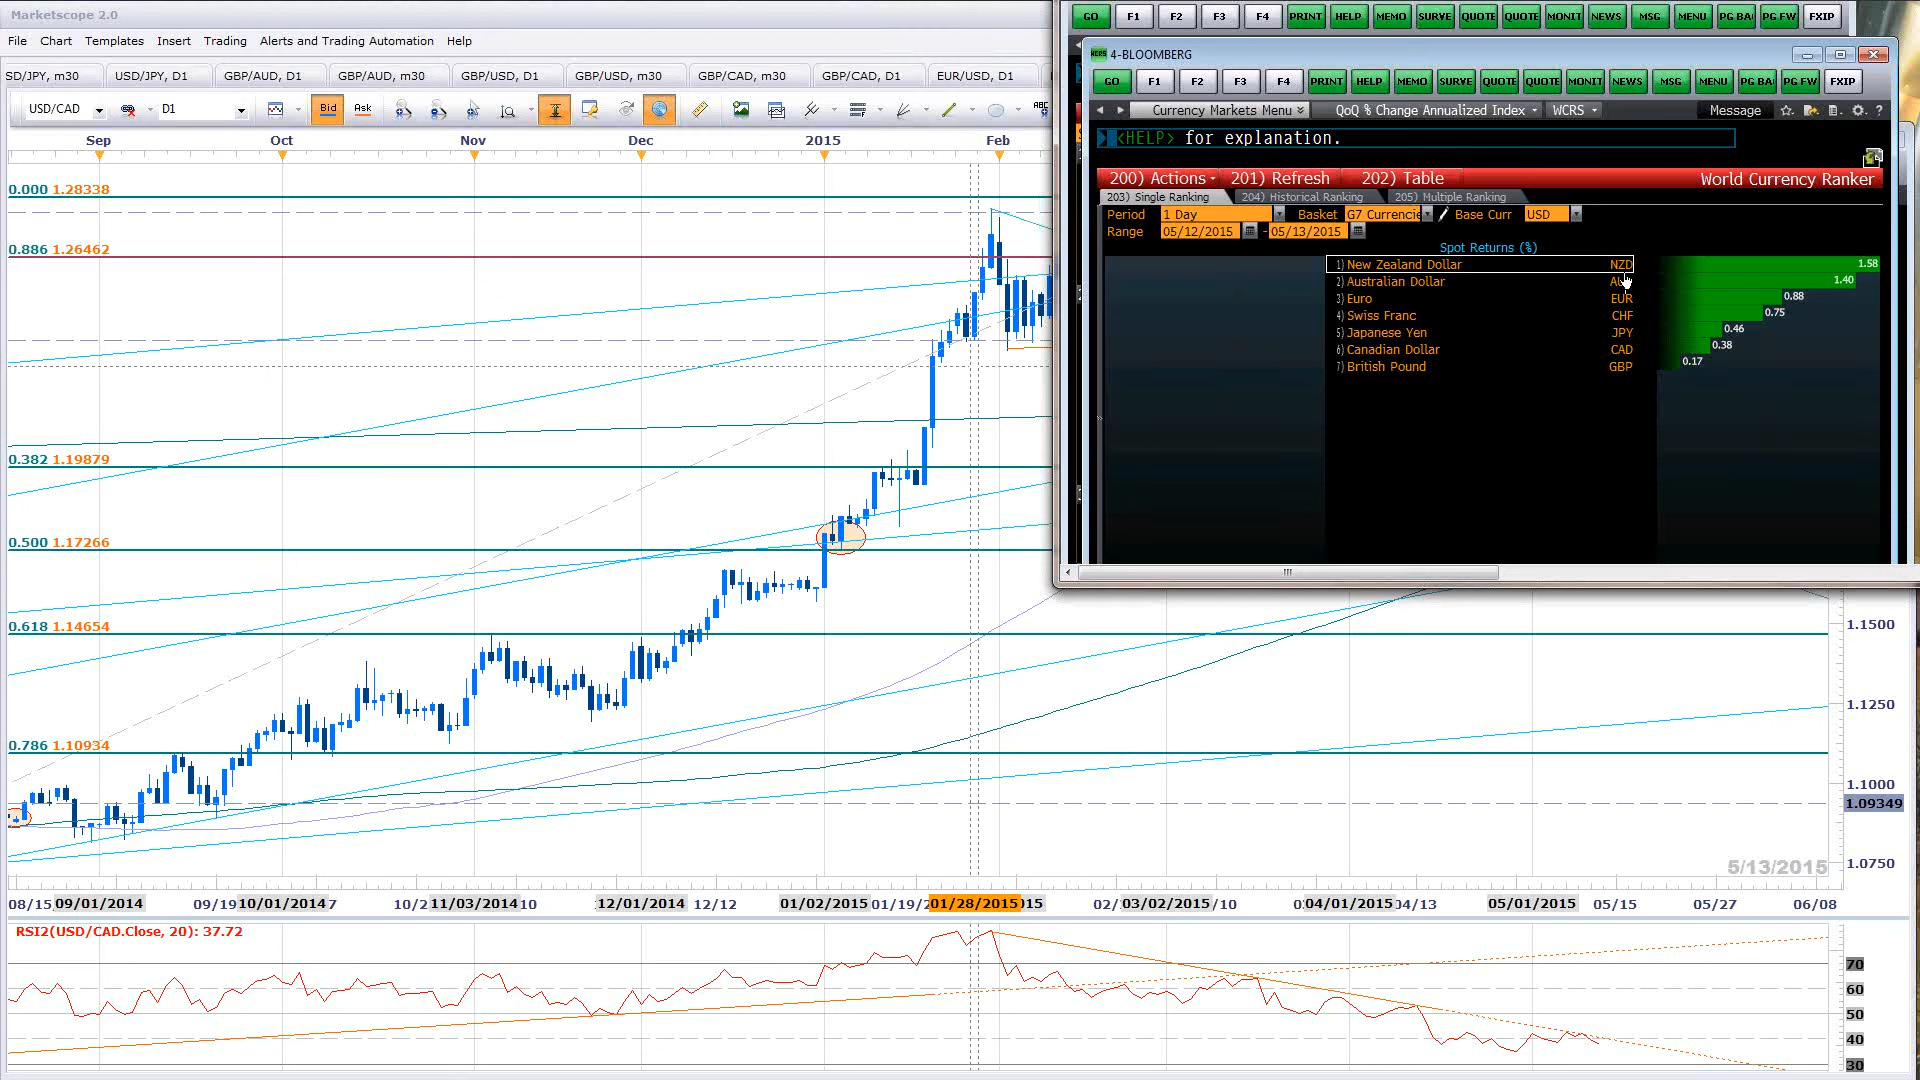 Marketscope 2.0
File Chart Templates Insert Trading Alerts and Trading Automation Help
SD/JPY, m30 USD/JPY, D1 GBP/AUD, D1 GBP/AUD, m30 GBP/USD, D1 GBP/USD, m30 GBP/CAD, m30 GBP/CAD, D1 EUR/USD, D1
USD/CAD D1 Bid Ask ABC
Sep Oct Nov Dec 2015 Feb
0.000 1.28338
0.886 1.26462
0.382 1.19879
0.500 1.17266
0.618 1.14654
0.786 1.10934
GO F1 F2 F3 F4 PRINT HELP MEMO SURVE QUOTE QUOTE MONIT NEWS MSG MENU PG BA PG FW FXIP
4-BLOOMBERG
GO F1 F2 F3 F4 PRINT HELP MEMO SURVE QUOTE QUOTE MONIT NEWS MSG MENU PG BA PG FW FXIP
Currency Markets Menu QoQ % Change Annualized Index WCRS Message ?
<HELP> for explanation.
200) Actions 201) Refresh 202) Table World Currency Ranker
203) Single Ranking 204) Historical Ranking 205) Multiple Ranking
Period 1 Day Basket G7 Currencie Base Curr USD
Range 05/12/2015 - 05/13/2015
Spot Returns (%)
1) New Zealand Dollar NZD 1.58
2) Australian Dollar 1.40
3) Euro EUR 0.88
4) Swiss Franc CHF 0.75
5) Japanese Yen JPY 0.46
6) Canadian Dollar CAD 0.38
7) British Pound GBP 0.17
1.1500
1.1250
1.1000
1.09349
1.0750
5/13/2015
08/15 09/01/2014 09/19 10/01/2014 7 10/2 11/03/2014 10 12/01/2014 12/12 01/02/2015 01/19/2 01/28/2015 15 02/ 03/02/2015 /10 0 04/01/2015 04/13 05/01/2015 05/15 05/27 06/08
RSI2(USD/CAD.Close, 20): 37.72
70
60
50
40
30